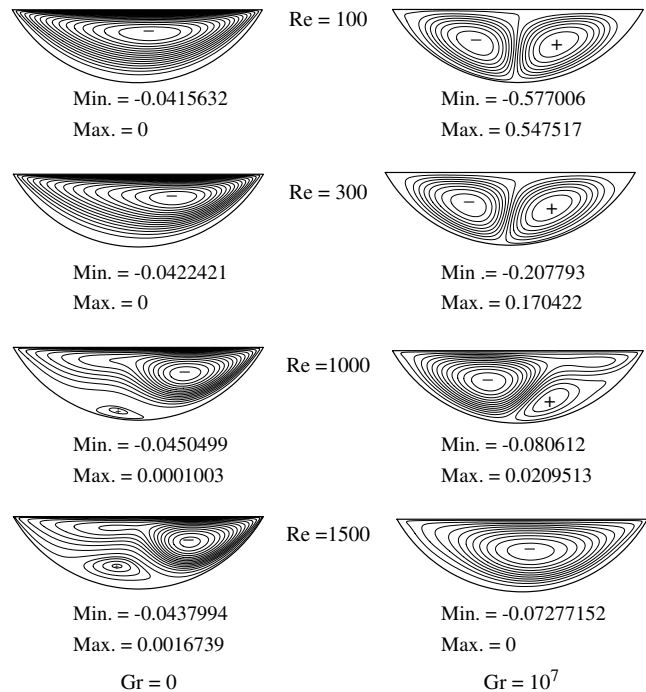 Re = 100
− − +
Min. = -0.0415632 Min. = -0.577006
Max. = 0 Max. = 0.547517
Re = 300
− − +
Min. = -0.0422421 Min .= -0.207793
Max. = 0 Max. = 0.170422
Re =1000
− + − +
Min. = -0.0450499 Min. = -0.080612
Max. = 0.0001003 Max. = 0.0209513
Re =1500
− + −
Min. = -0.0437994 Min. = -0.07277152
Max. = 0.0016739 Max. = 0
Gr = 0 Gr = 10⁷